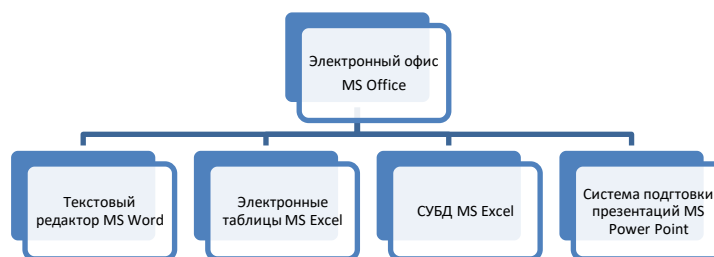 Электронный офис
MS Office
Текстовый
редактор MS Word
Электронные
таблицы MS Excel
СУБД MS Excel
Система подгтовки
презентаций MS
Power Point